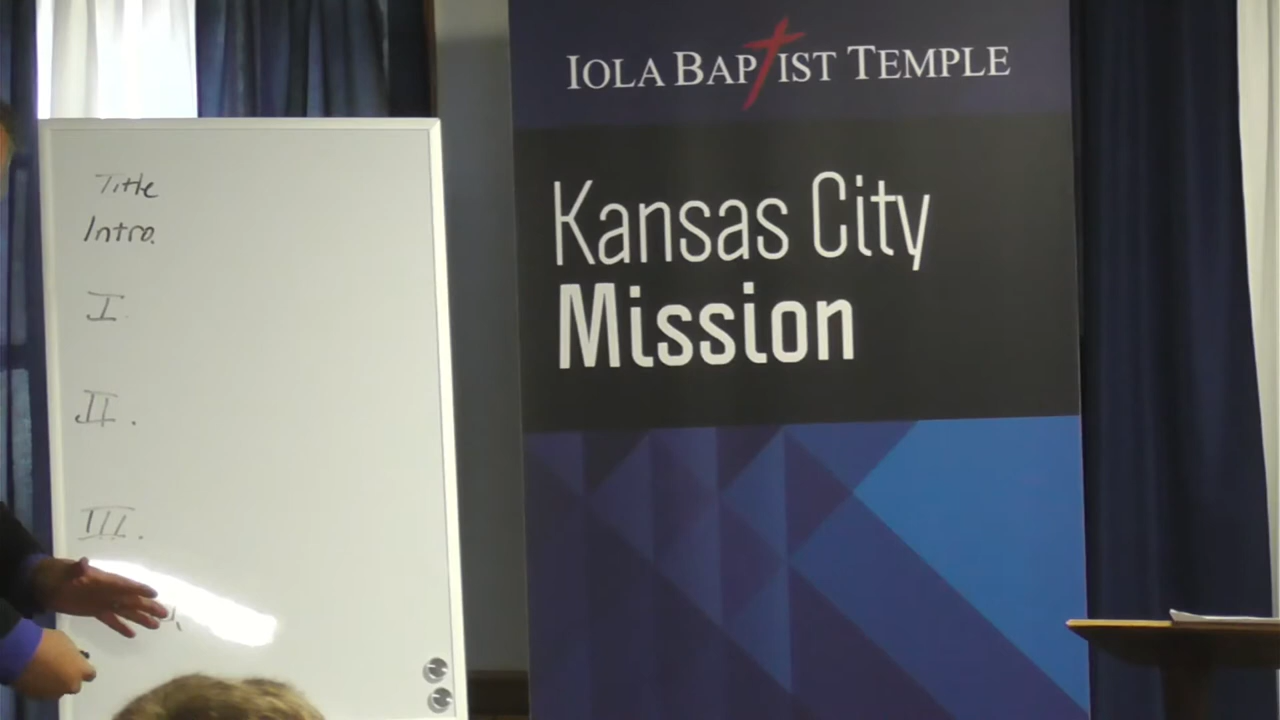 Title
Intro.
I.
II.
III.
IOLA BAPTIST TEMPLE
Kansas City
Mission